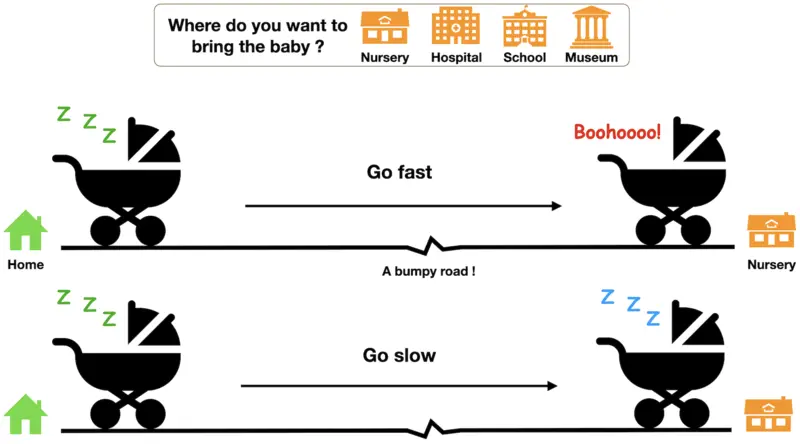 Where do you want to
bring the baby ?
Nursery
Hospital
School
Museum
z z z
Boohoooo!
Go fast
Home
A bumpy road !
Nursery
z z z
z z z
Go slow